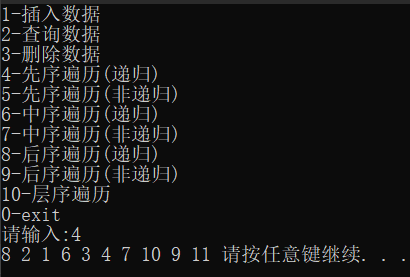 1-插入数据
2-查询数据
3-删除数据
4-先序遍历(递归)
5-先序遍历(非递归)
6-中序遍历(递归)
7-中序遍历(非递归)
8-后序遍历(递归)
9-后序遍历(非递归)
10-层序遍历
0-exit
请输入:4
8 2 1 6 3 4 7 10 9 11 请按任意键继续. . .